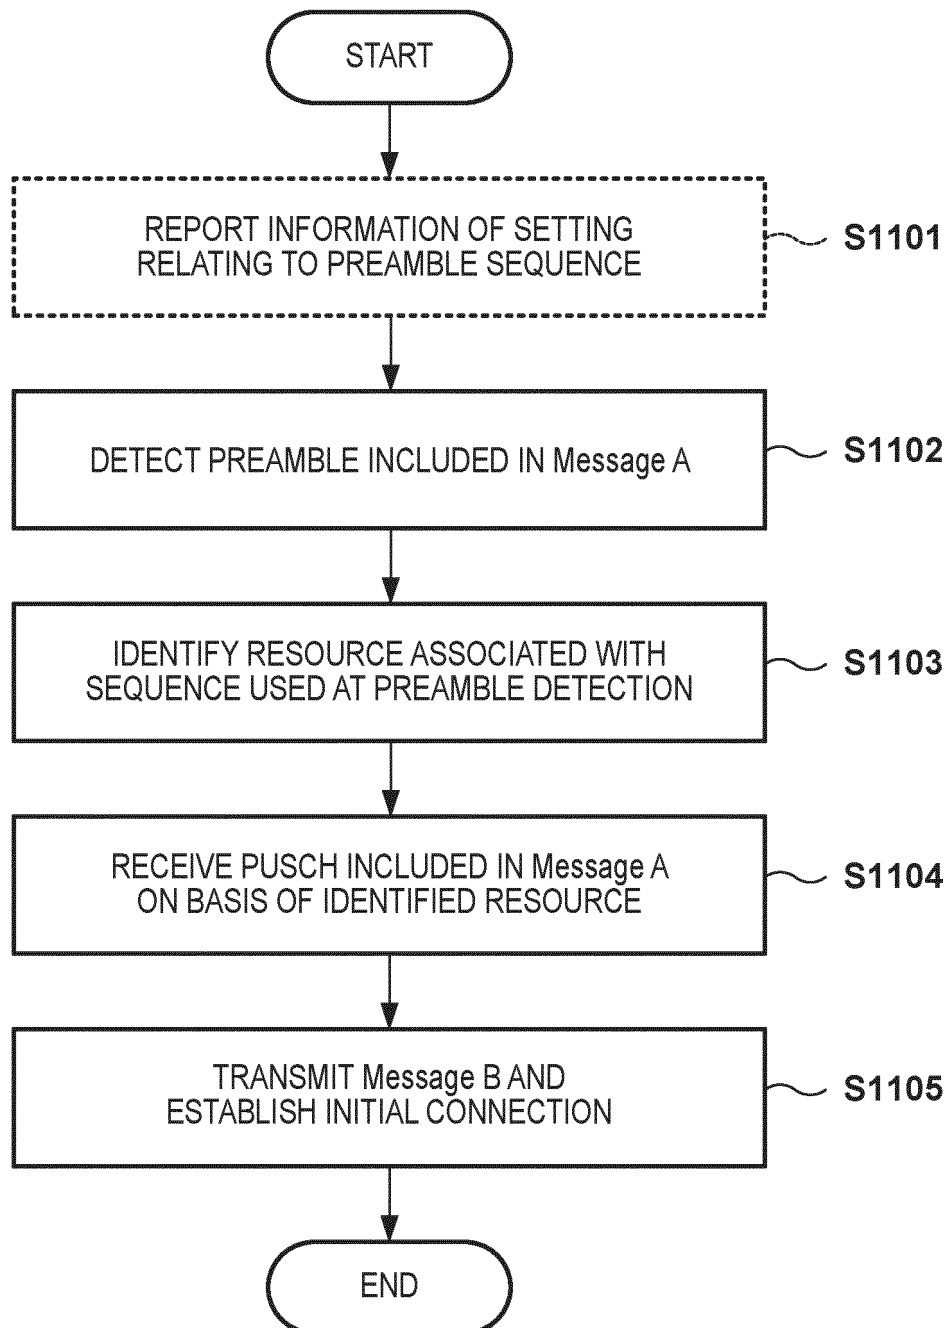 START
REPORT INFORMATION OF SETTING
RELATING TO PREAMBLE SEQUENCE
S1101
DETECT PREAMBLE INCLUDED IN Message A
S1102
IDENTIFY RESOURCE ASSOCIATED WITH
SEQUENCE USED AT PREAMBLE DETECTION
S1103
RECEIVE PUSCH INCLUDED IN Message A
ON BASIS OF IDENTIFIED RESOURCE
S1104
TRANSMIT Message B AND
ESTABLISH INITIAL CONNECTION
S1105
END